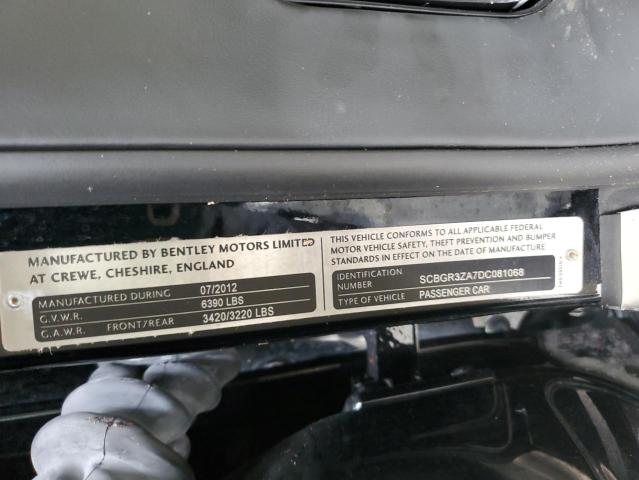 MANUFACTURED BY BENTLEY MOTORS LIMITED
AT CREWE, CHESHIRE, ENGLAND
MANUFACTURED DURING 07/2012
G.V.W.R. 6390 LBS
G.A.W.R. FRONT/REAR 3420/3220 LBS
THIS VEHICLE CONFORMS TO ALL APPLICABLE FEDERAL
MOTOR VEHICLE SAFETY, THEFT PREVENTION AND BUMPER
STANDARDS IN EFFECT ON THE DATE OF MANUFACTURE
IDENTIFICATION
NUMBER SCBGR3ZA7DC081068
TYPE OF VEHICLE PASSENGER CAR